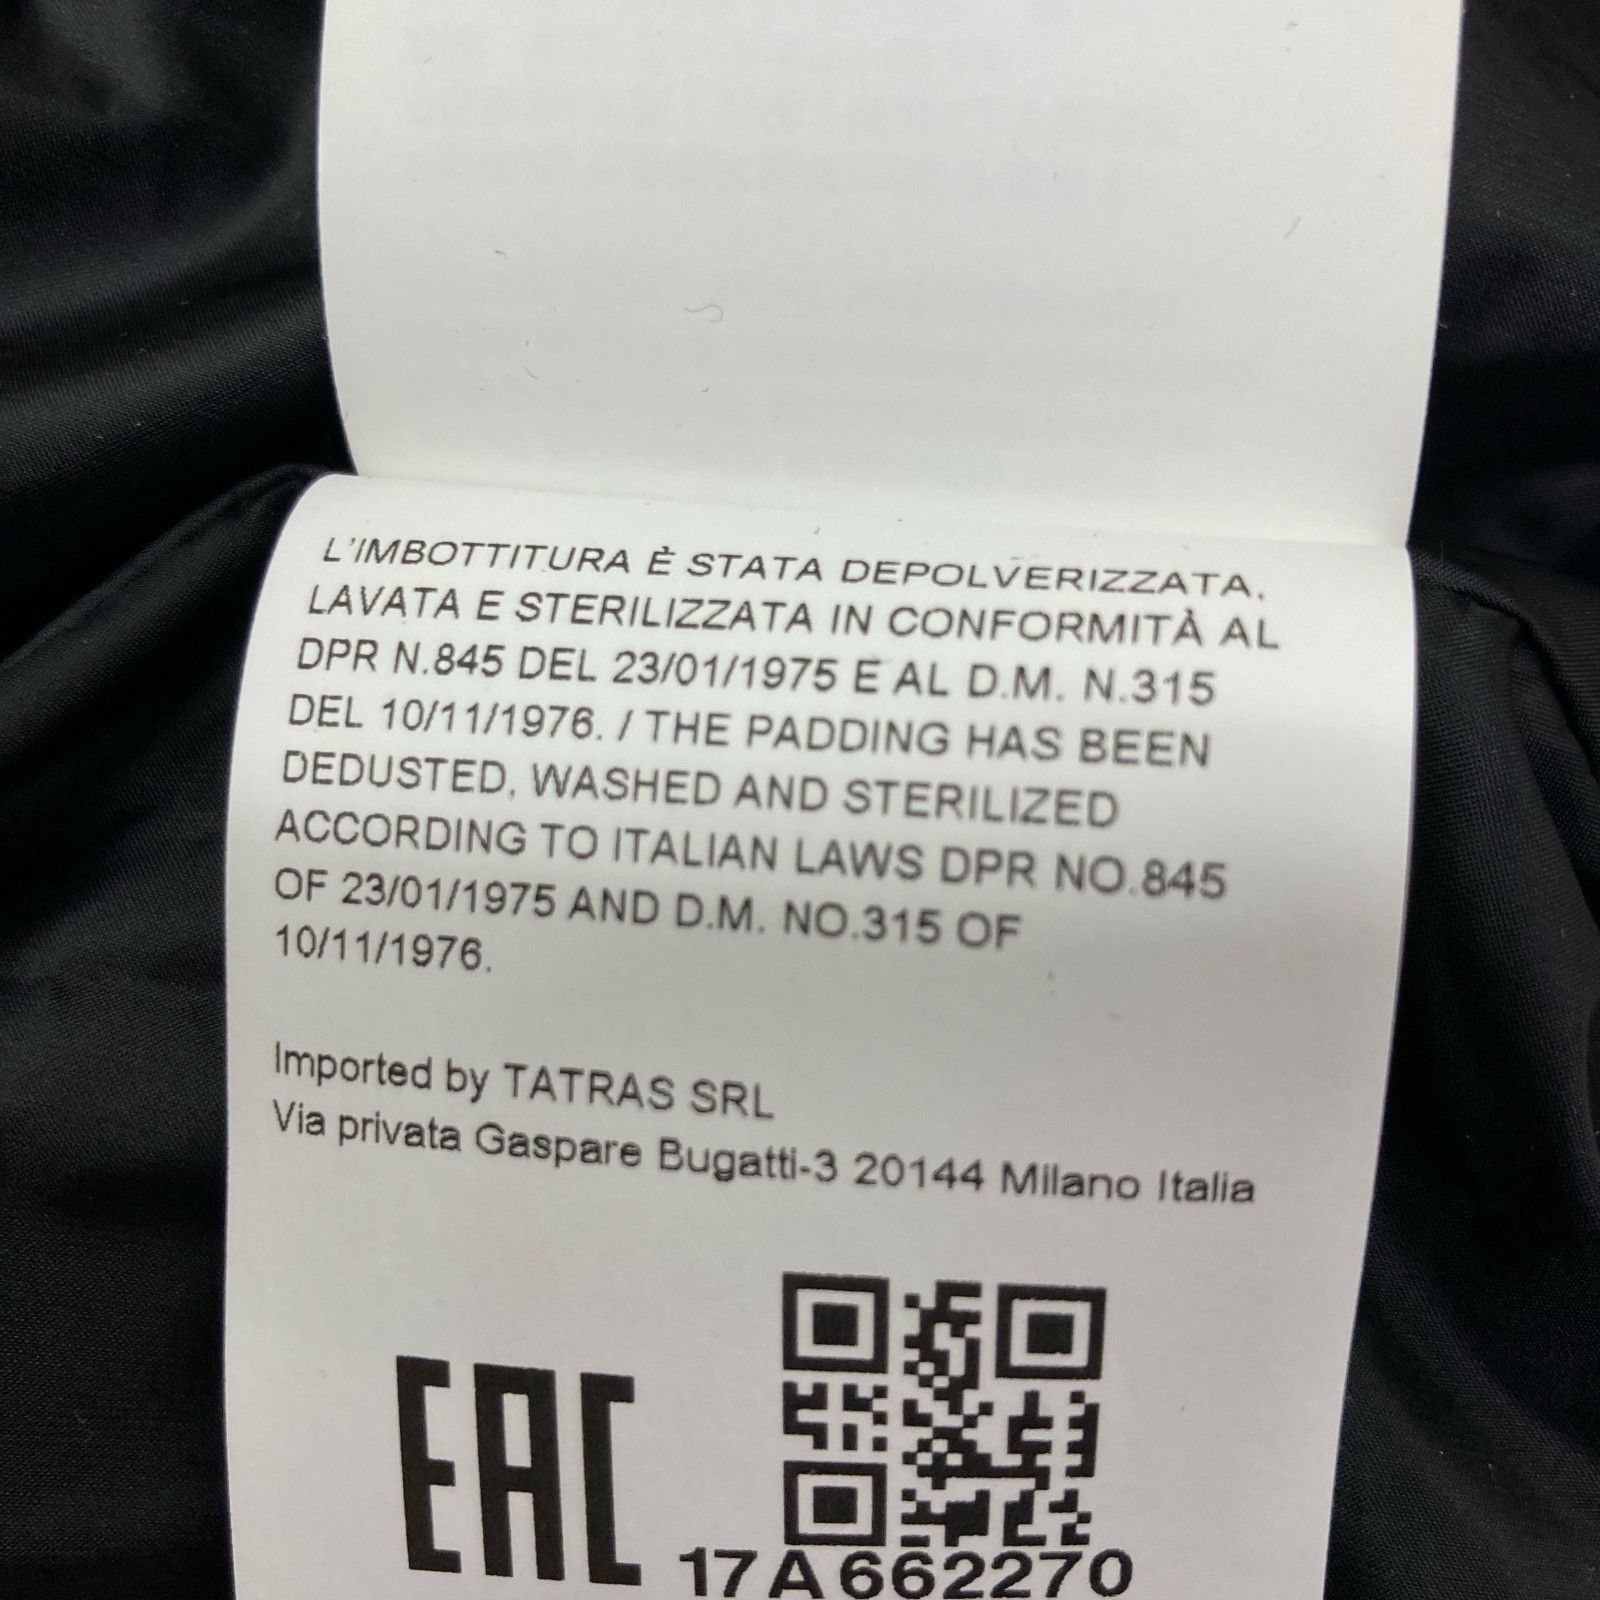 L'IMBOTTITURA È STATA DEPOLVERIZZATA,
LAVATA E STERILIZZATA IN CONFORMITÀ AL
DPR N.845 DEL 23/01/1975 E AL D.M. N.315
DEL 10/11/1976. / THE PADDING HAS BEEN
DEDUSTED, WASHED AND STERILIZED
ACCORDING TO ITALIAN LAWS DPR NO.845
OF 23/01/1975 AND D.M. NO.315 OF
10/11/1976.
Imported by TATRAS SRL
Via privata Gaspare Bugatti-3 20144 Milano Italia
EAC
17A662270